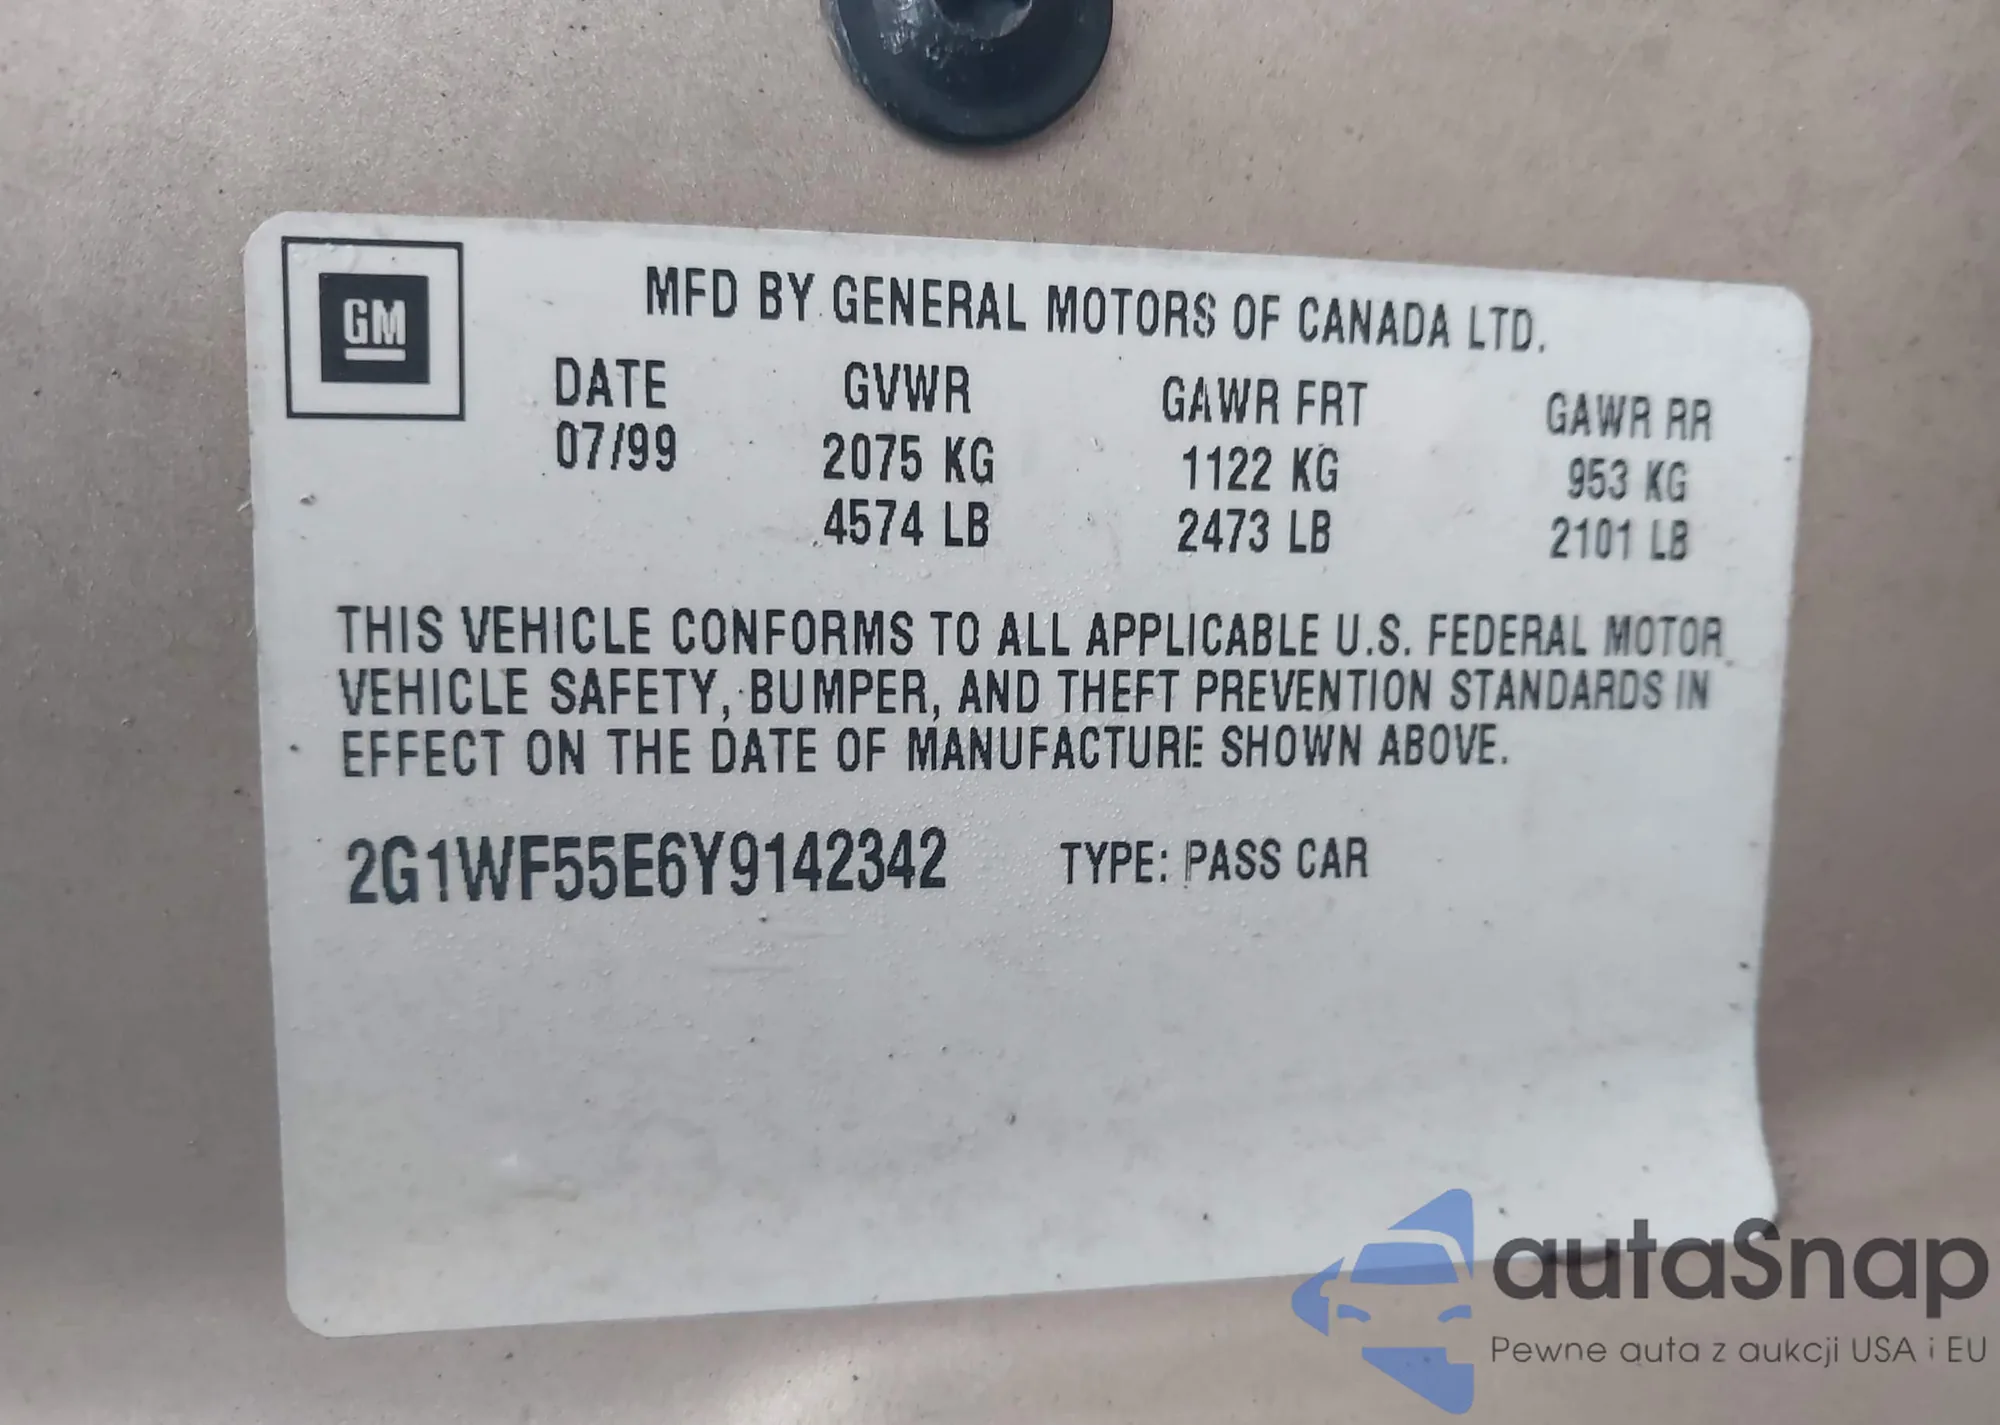 GM
MFD BY GENERAL MOTORS OF CANADA LTD.
DATE GVWR GAWR FRT GAWR RR
07/99 2075 KG 1122 KG 953 KG
4574 LB 2473 LB 2101 LB
THIS VEHICLE CONFORMS TO ALL APPLICABLE U.S. FEDERAL MOTOR
VEHICLE SAFETY, BUMPER, AND THEFT PREVENTION STANDARDS IN
EFFECT ON THE DATE OF MANUFACTURE SHOWN ABOVE.
2G1WF55E6Y9142342 TYPE: PASS CAR
autaSnap
Pewne auta z aukcji USA i EU